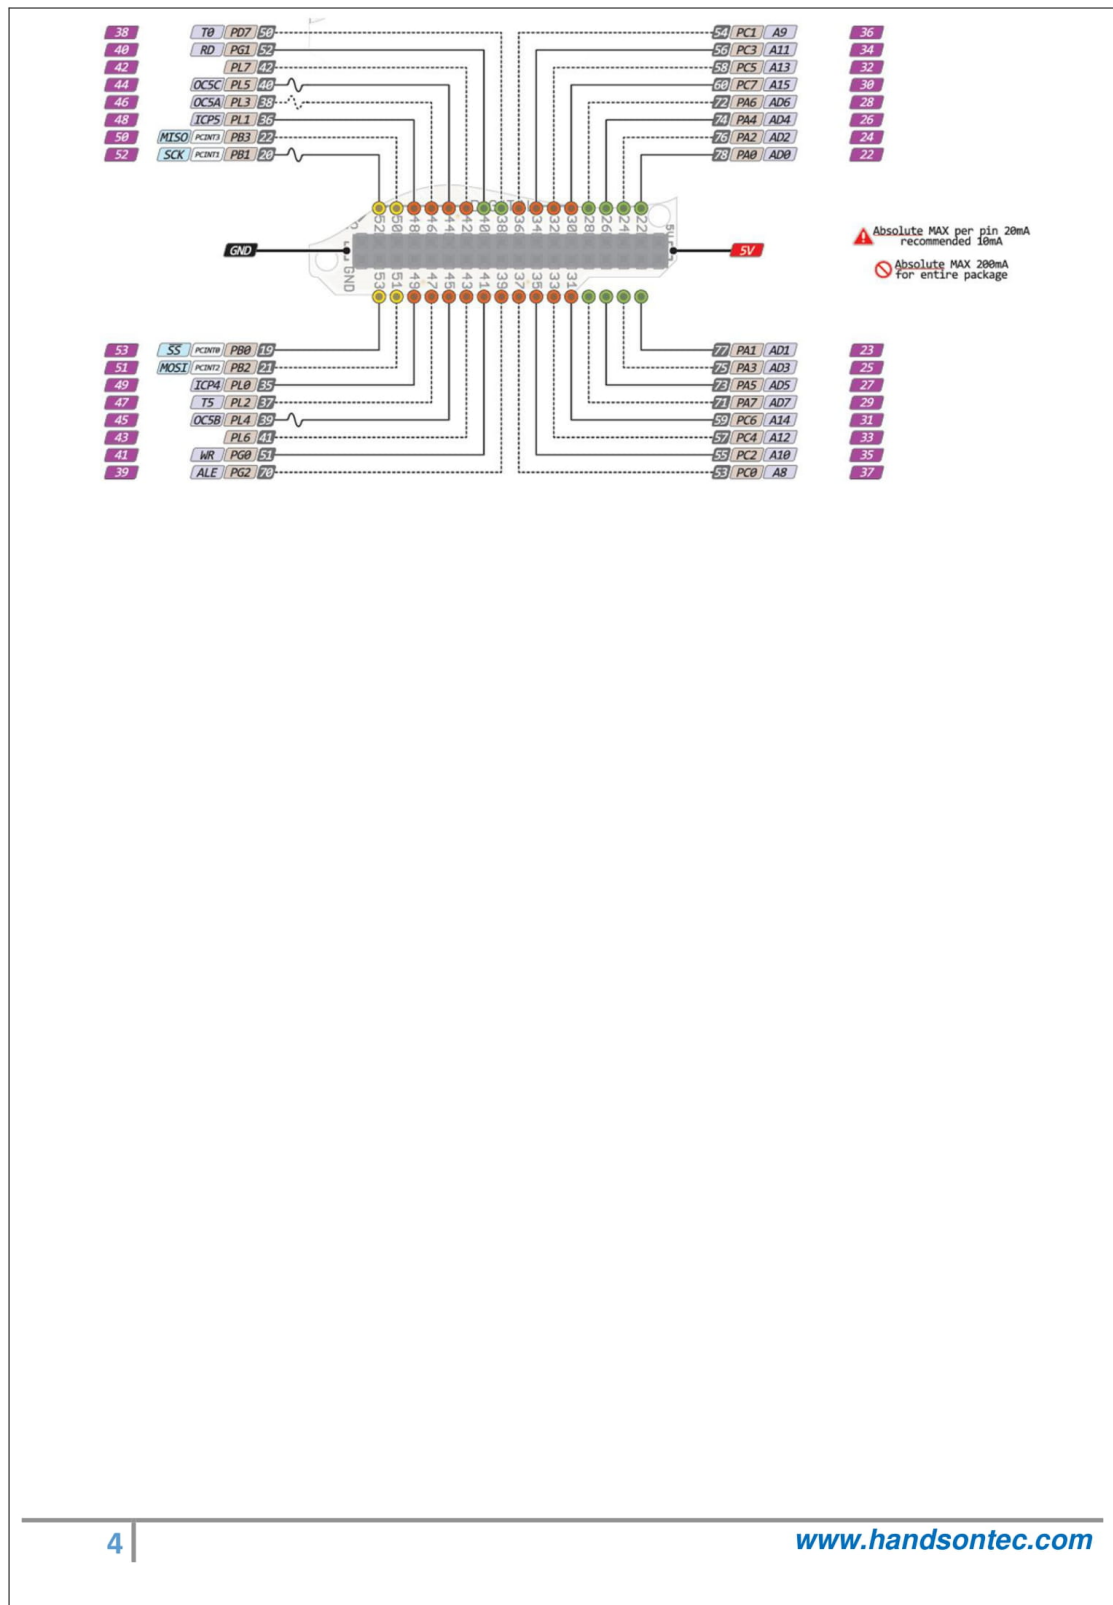 38 T0 PD7 50 54 PC1 A9 36
40 RD PG1 52 56 PC3 A11 34
42 PL7 42 58 PC5 A13 32
44 OC5C PL5 40 60 PC7 A15 30
46 OC5A PL3 38 72 PA6 AD6 28
48 ICP5 PL1 36 74 PA4 AD4 26
50 MISO PCINT3 PB3 22 76 PA2 AD2 24
52 SCK PCINT1 PB1 20 78 PA0 AD0 22
52 50 48 46 44 42 40 38 36 34 32 30 28 26 24 22
GND 5V
GND
53 51 49 47 45 43 41 39 37 35 33 31
Absolute MAX per pin 20mA
recommended 10mA
Absolute MAX 200mA
for entire package
53 SS PCINT0 PB0 19 77 PA1 AD1 23
51 MOSI PCINT2 PB2 21 75 PA3 AD3 25
49 ICP4 PL0 35 73 PA5 AD5 27
47 T5 PL2 37 71 PA7 AD7 29
45 OC5B PL4 39 59 PC6 A14 31
43 PL6 41 57 PC4 A12 33
41 WR PG0 51 55 PC2 A10 35
39 ALE PG2 70 53 PC0 A8 37
4 www.handsontec.com